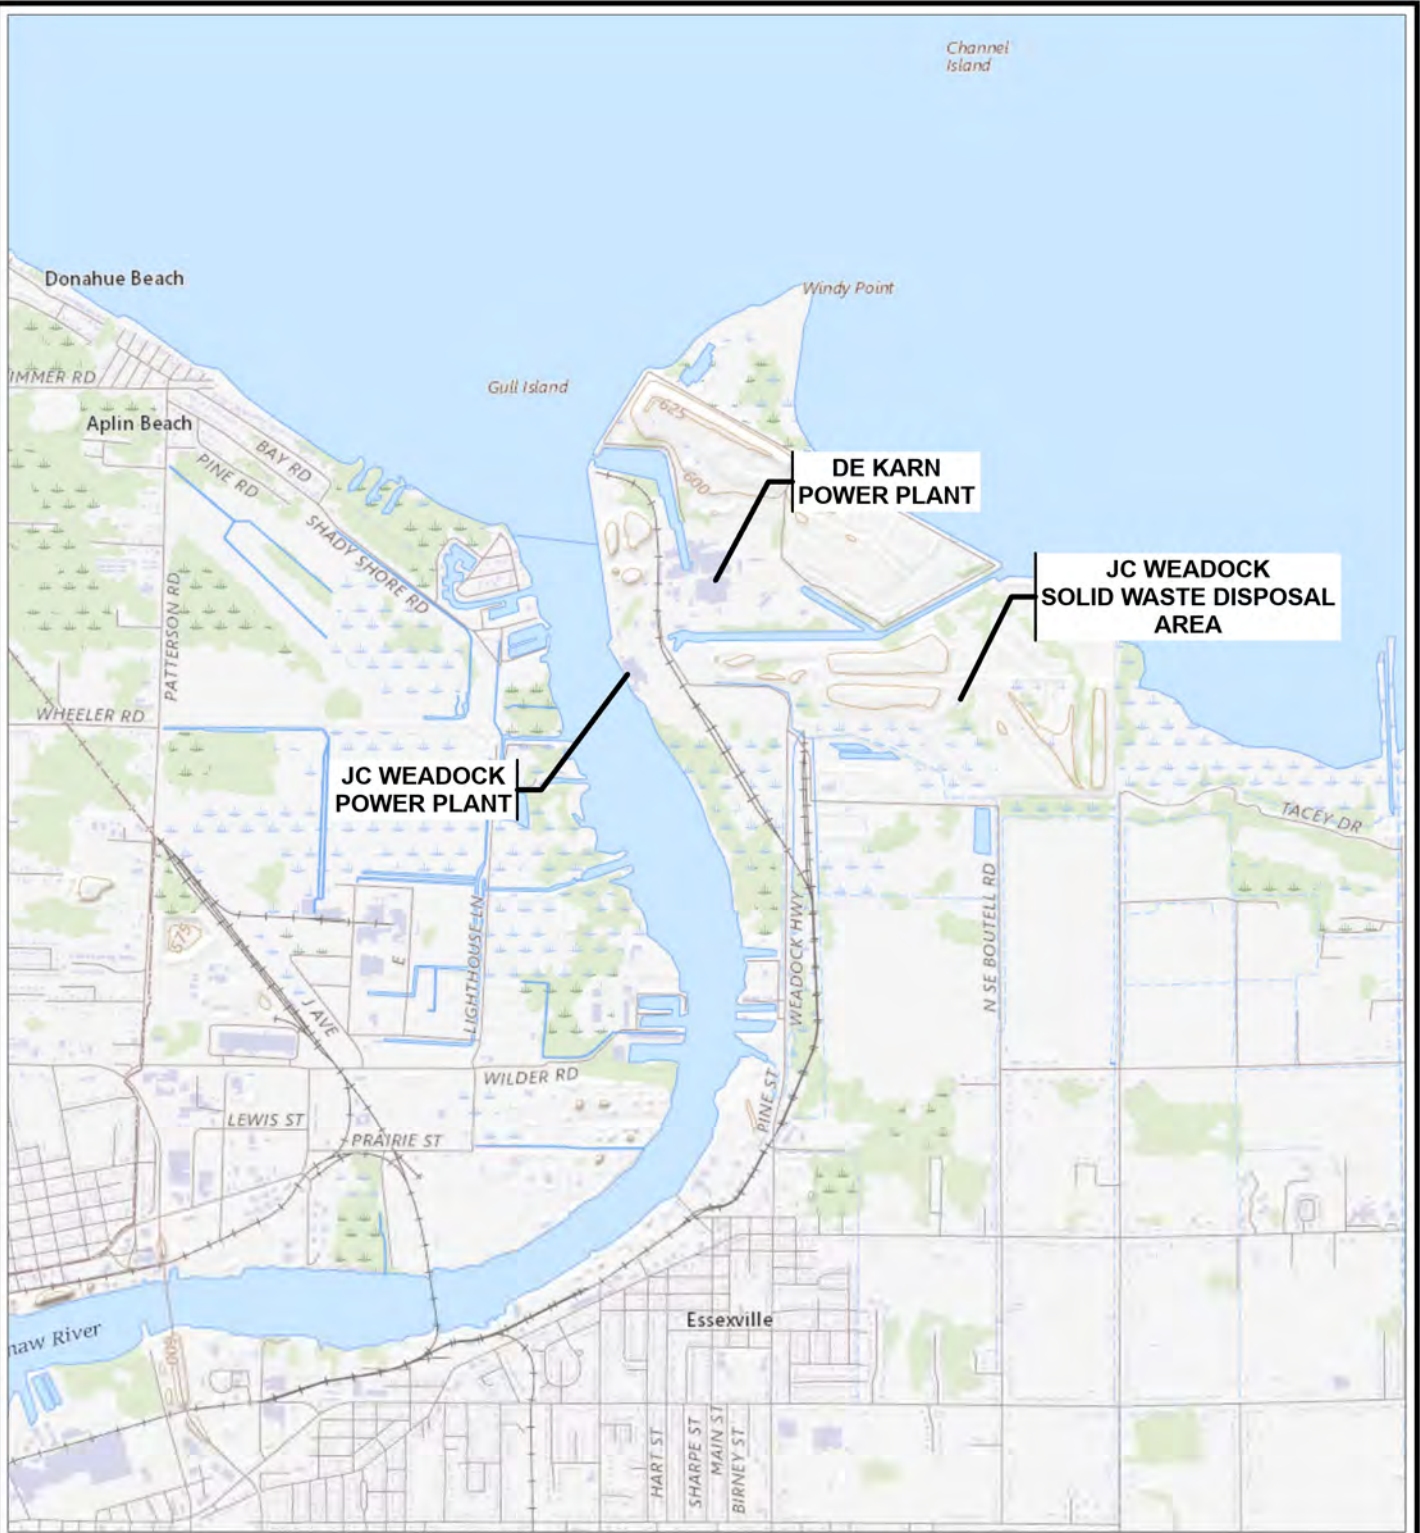 Channel
Island
Donahue Beach
Windy Point
IMMER RD
Gull Island
625
Aplin Beach
BAY RD
PINE RD
DE KARN
POWER PLANT
600
SHADY SHORE RD
JC WEADOCK
SOLID WASTE DISPOSAL
AREA
PATTERSON RD
WHEELER RD
JC WEADOCK
POWER PLANT
TACEY DR
575
E
LIGHTHOUSE LN
WEADOCK HWY
N SE BOUTELL RD
J AVE
WILDER RD
PINE ST
LEWIS ST
PRAIRIE ST
Essexville
naw River
600
HART ST
SHARPE ST
MAIN ST
BIRNEY ST